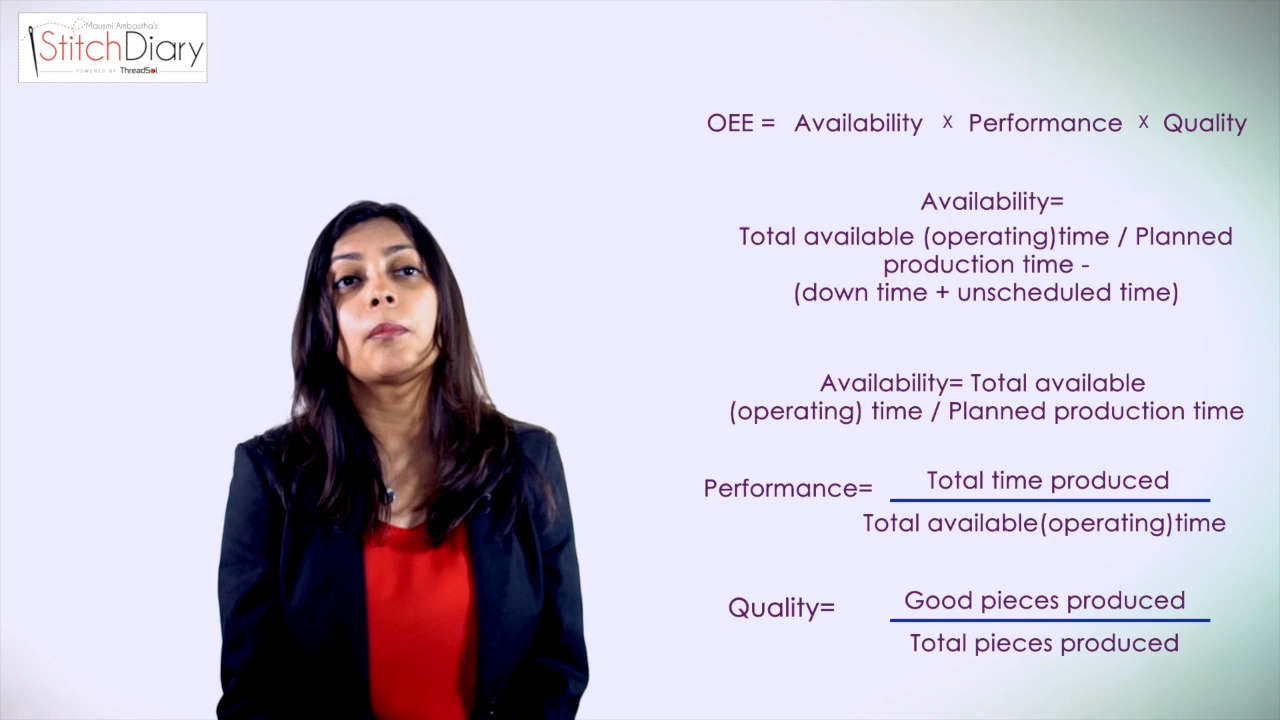 Mausmi Ambastha's
StitchDiary
POWERED BY ThreadSol
OEE = Availability x Performance x Quality
Availability=
Total available (operating)time / Planned
production time -
(down time + unscheduled time)
Availability= Total available
(operating) time / Planned production time
Performance= Total time produced
Total available(operating)time
Quality= Good pieces produced
Total pieces produced